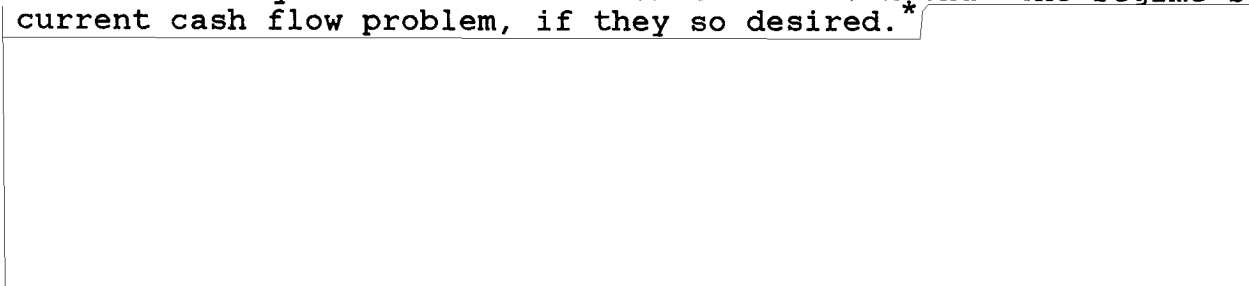 current cash flow problem, if they so desired.*